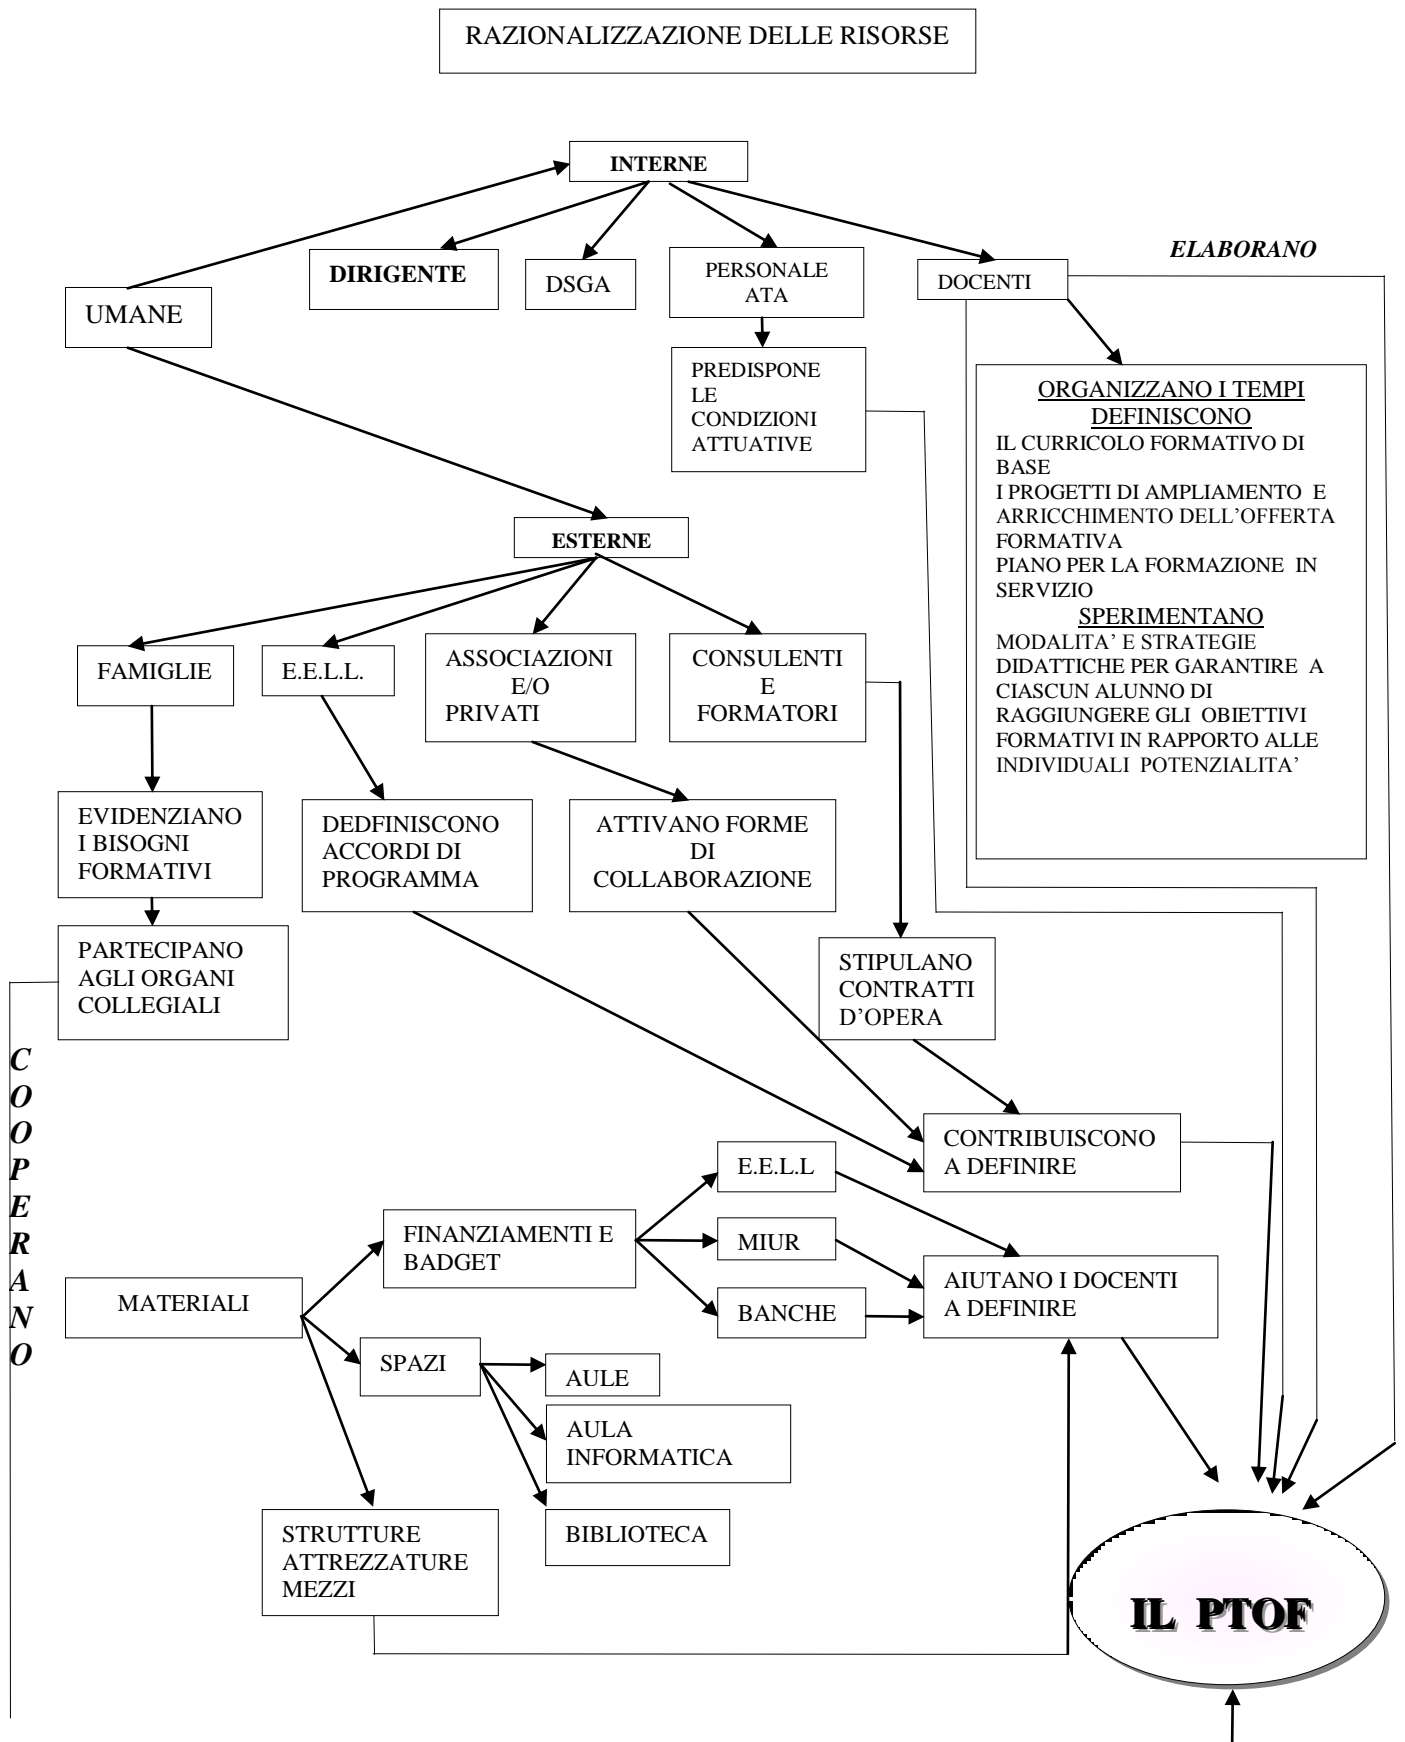 RAZIONALIZZAZIONE DELLE RISORSE
INTERNE
ELABORANO
DIRIGENTE
DSGA
PERSONALE
ATA
DOCENTI
UMANE
PREDISPONE
LE
CONDIZIONI
ATTUATIVE
ORGANIZZANO I TEMPI
DEFINISCONO
IL CURRICOLO FORMATIVO DI
BASE
I PROGETTI DI AMPLIAMENTO E
ARRICCHIMENTO DELL'OFFERTA
FORMATIVA
PIANO PER LA FORMAZIONE IN
SERVIZIO
SPERIMENTANO
MODALITA' E STRATEGIE
DIDATTICHE PER GARANTIRE A
CIASCUN ALUNNO DI
RAGGIUNGERE GLI OBIETTIVI
FORMATIVI IN RAPPORTO ALLE
INDIVIDUALI POTENZIALITA'
ESTERNE
FAMIGLIE
E.E.L.L.
ASSOCIAZIONI
E/O
PRIVATI
CONSULENTI
E
FORMATORI
EVIDENZIANO
I BISOGNI
FORMATIVI
DEDFINISCONO
ACCORDI DI
PROGRAMMA
ATTIVANO FORME
DI
COLLABORAZIONE
PARTECIPANO
AGLI ORGANI
COLLEGIALI
STIPULANO
CONTRATTI
D'OPERA
C
O
O
P
E
R
A
N
O
CONTRIBUISCONO
A DEFINIRE
E.E.L.L
FINANZIAMENTI E
BADGET
MIUR
AIUTANO I DOCENTI
A DEFINIRE
MATERIALI
BANCHE
SPAZI
AULE
AULA
INFORMATICA
STRUTTURE
ATTREZZATURE
MEZZI
BIBLIOTECA
IL PTOF